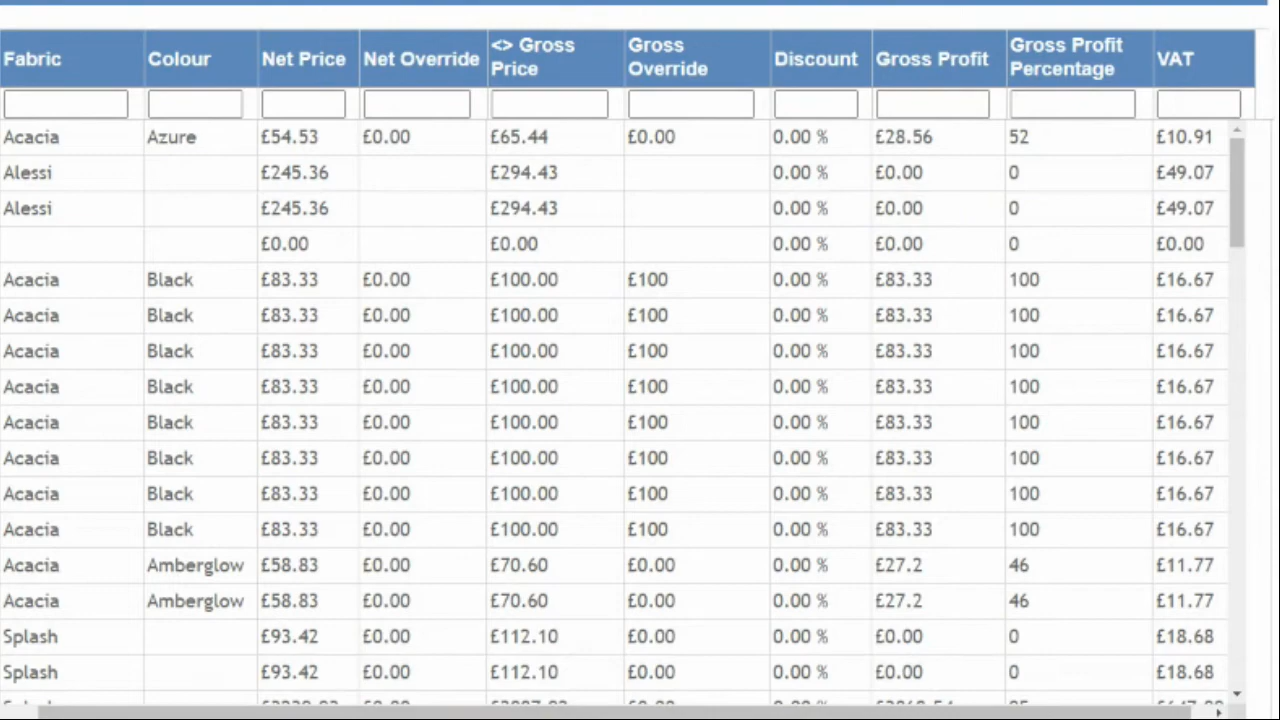 Fabric Colour Net Price Net Override <> Gross Price Gross Override Discount Gross Profit Gross Profit Percentage VAT
Acacia Azure £54.53 £0.00 £65.44 £0.00 0.00 % £28.56 52 £10.91
Alessi £245.36 £294.43 0.00 % £0.00 0 £49.07
Alessi £245.36 £294.43 0.00 % £0.00 0 £49.07
£0.00 £0.00 0.00 % £0.00 0 £0.00
Acacia Black £83.33 £0.00 £100.00 £100 0.00 % £83.33 100 £16.67
Acacia Black £83.33 £0.00 £100.00 £100 0.00 % £83.33 100 £16.67
Acacia Black £83.33 £0.00 £100.00 £100 0.00 % £83.33 100 £16.67
Acacia Black £83.33 £0.00 £100.00 £100 0.00 % £83.33 100 £16.67
Acacia Black £83.33 £0.00 £100.00 £100 0.00 % £83.33 100 £16.67
Acacia Black £83.33 £0.00 £100.00 £100 0.00 % £83.33 100 £16.67
Acacia Black £83.33 £0.00 £100.00 £100 0.00 % £83.33 100 £16.67
Acacia Black £83.33 £0.00 £100.00 £100 0.00 % £83.33 100 £16.67
Acacia Amberglow £58.83 £0.00 £70.60 £0.00 0.00 % £27.2 46 £11.77
Acacia Amberglow £58.83 £0.00 £70.60 £0.00 0.00 % £27.2 46 £11.77
Splash £93.42 £0.00 £112.10 £0.00 0.00 % £0.00 0 £18.68
Splash £93.42 £0.00 £112.10 £0.00 0.00 % £0.00 0 £18.68